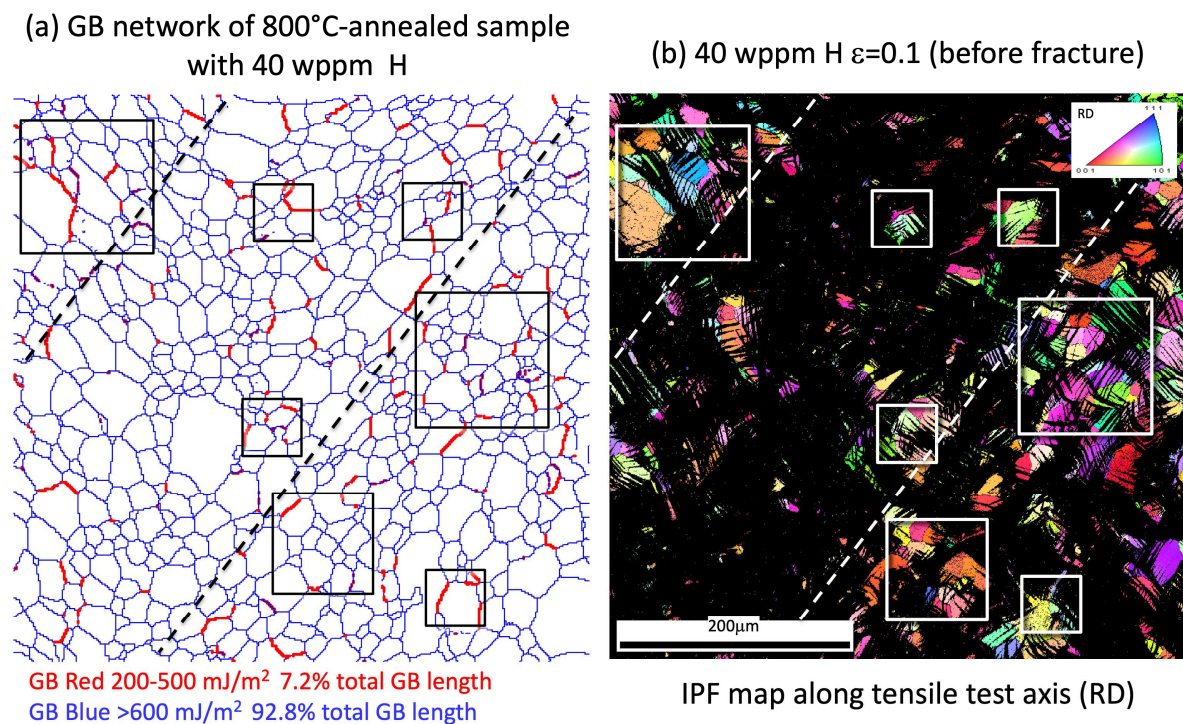 (a) GB network of 800°C-annealed sample
with 40 wppm H
(b) 40 wppm H ε=0.1 (before fracture)
RD
111
001
101
200μm
GB Red 200-500 mJ/m² 7.2% total GB length
GB Blue >600 mJ/m² 92.8% total GB length
IPF map along tensile test axis (RD)